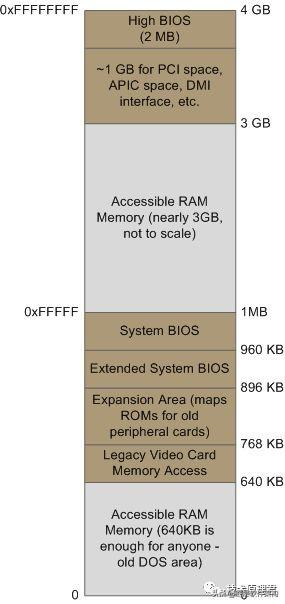 0xFFFFFFFF
4 GB
High BIOS
(2 MB)
~1 GB for PCI space,
APIC space, DMI
interface, etc.
3 GB
Accessible RAM
Memory (nearly 3GB,
not to scale)
0xFFFFF
1MB
System BIOS
960 KB
Extended System BIOS
896 KB
Expansion Area (maps
ROMs for old
peripheral cards)
768 KB
Legacy Video Card
Memory Access
640 KB
Accessible RAM
Memory (640KB is
enough for anyone -
old DOS area)
0
0